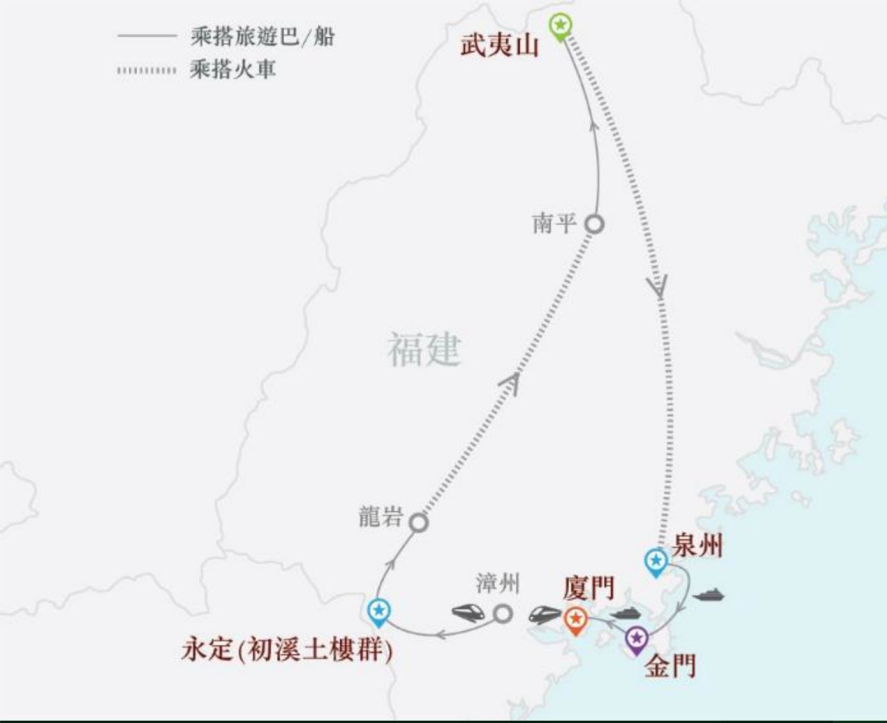 乘搭旅遊巴/船
乘搭火車
武夷山
南平
福建
龍岩
泉州
漳州
廈門
永定(初溪土樓群)
金門